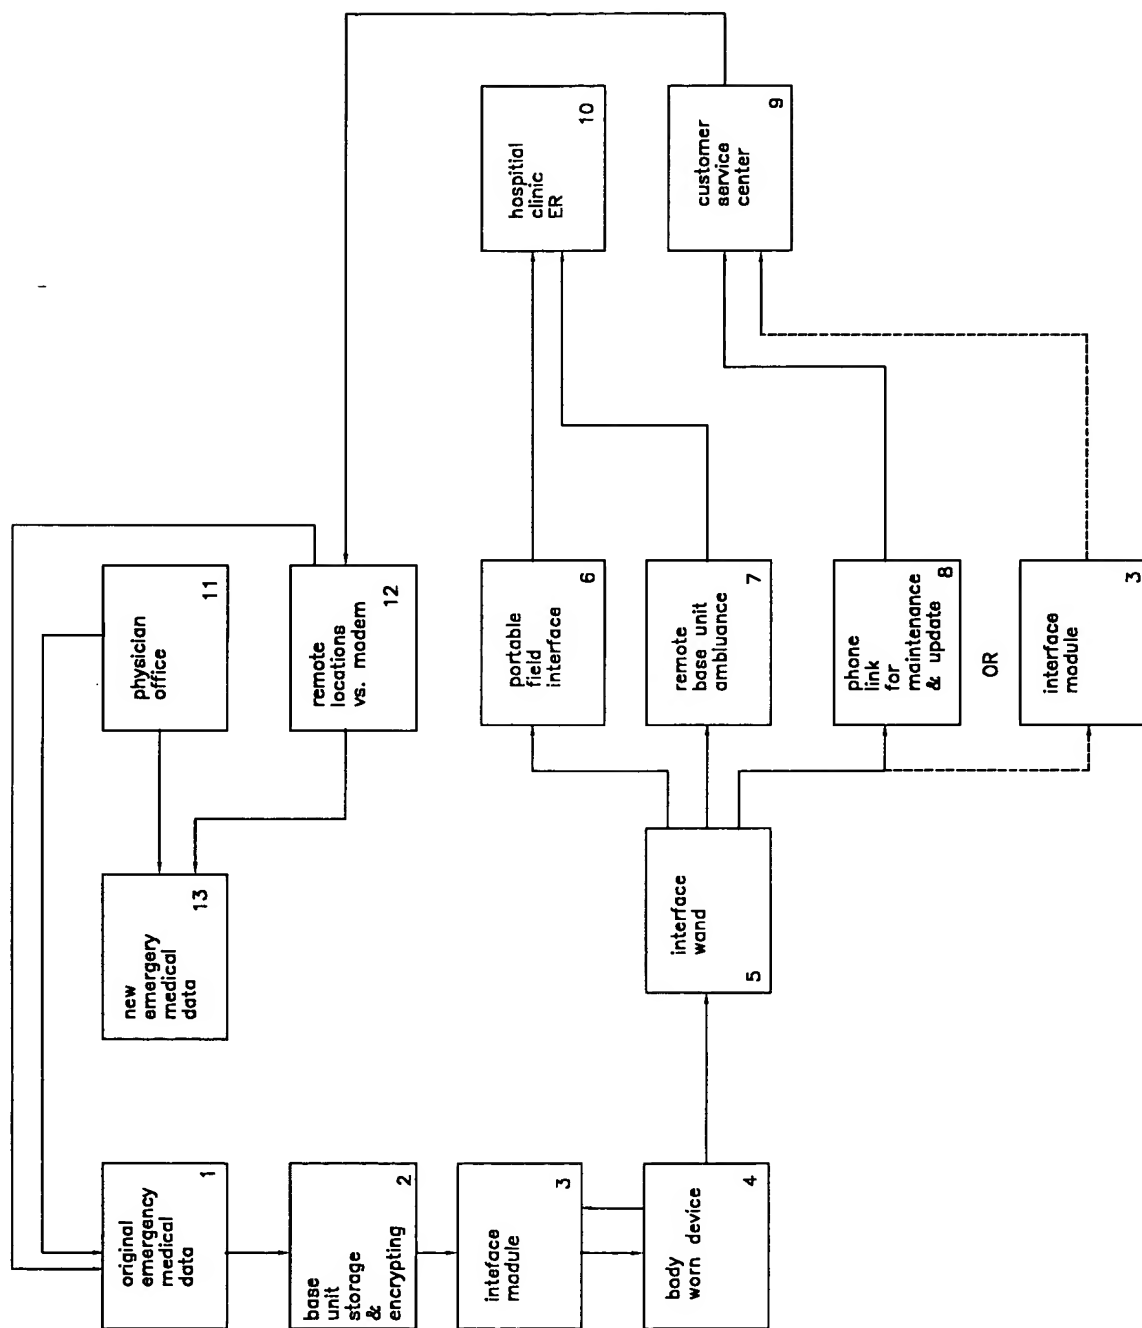 original
emergency
medical
data
1
base
unit
storage
&
encrypting
2
inteface
module
3
body
worn device
4
new
emergery
medical
data
13
physician
office
11
remote
locations
vs. modem
12
interface
wand
5
portable
field
interface
6
remote
base unit
ambluance
7
phone
link
for
maintenance
& update
8
OR
interface
module
3
hospitial
clinic
ER
10
customer
service
center
9